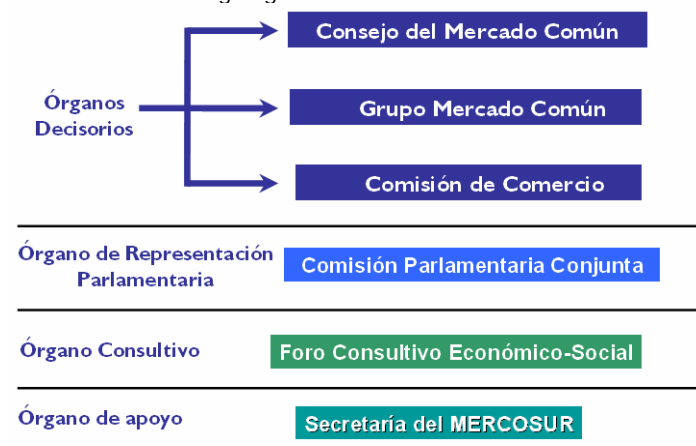 Consejo del Mercado Común
Órganos
Decisorios
Grupo Mercado Común
Comisión de Comercio
Órgano de Representación
Parlamentaria
Comisión Parlamentaria Conjunta
Órgano Consultivo
Foro Consultivo Económico-Social
Órgano de apoyo
Secretaría del MERCOSUR